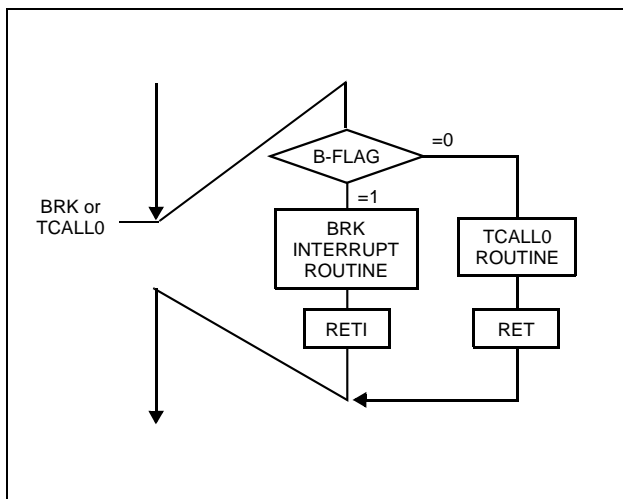 B-FLAG
=0
=1
BRK or
TCALL0
BRK
INTERRUPT
ROUTINE
TCALL0
ROUTINE
RETI
RET